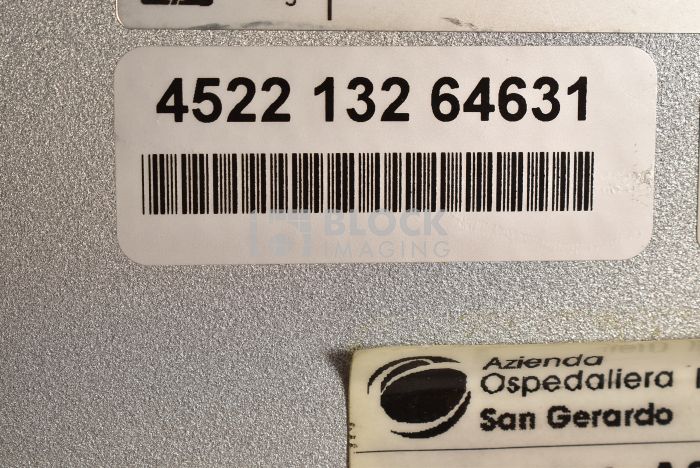 4522 132 64631
BLOCK
IMAGING
Azienda
Ospedaliera
San Gerardo